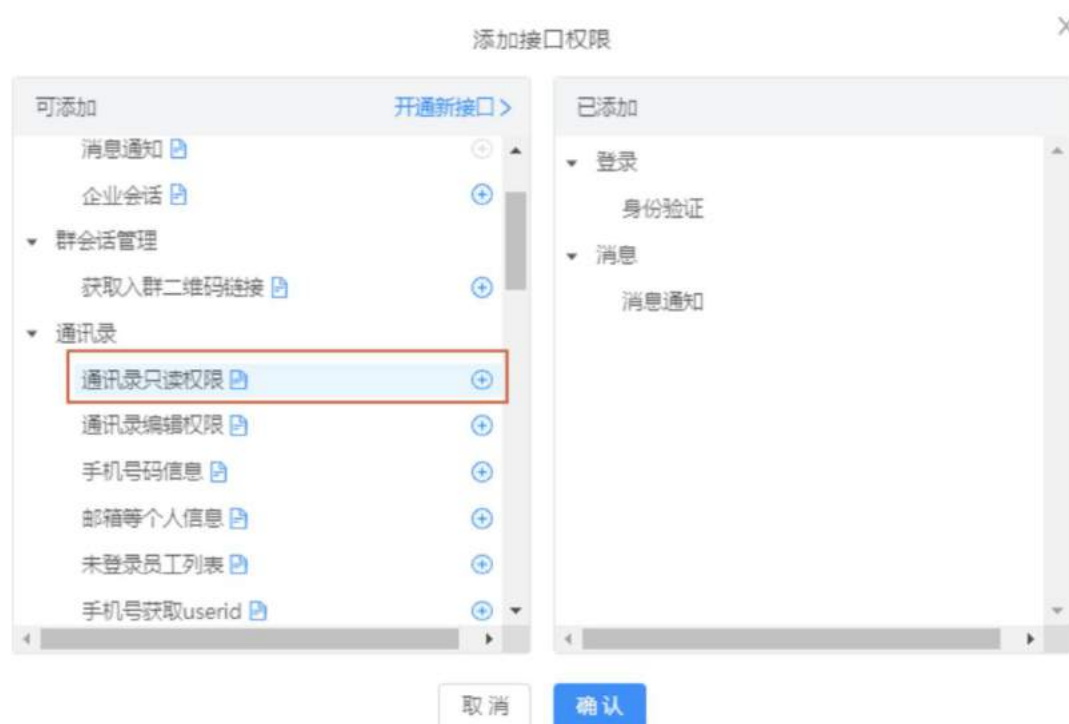 添加接口权限
可添加
开通新接口 >
消息通知
企业会话
群会话管理
获取入群二维码链接
通讯录
通讯录只读权限
通讯录编辑权限
手机号码信息
邮箱等个人信息
未登录员工列表
手机号获取userid
已添加
登录
身份验证
消息
消息通知
取消
确认